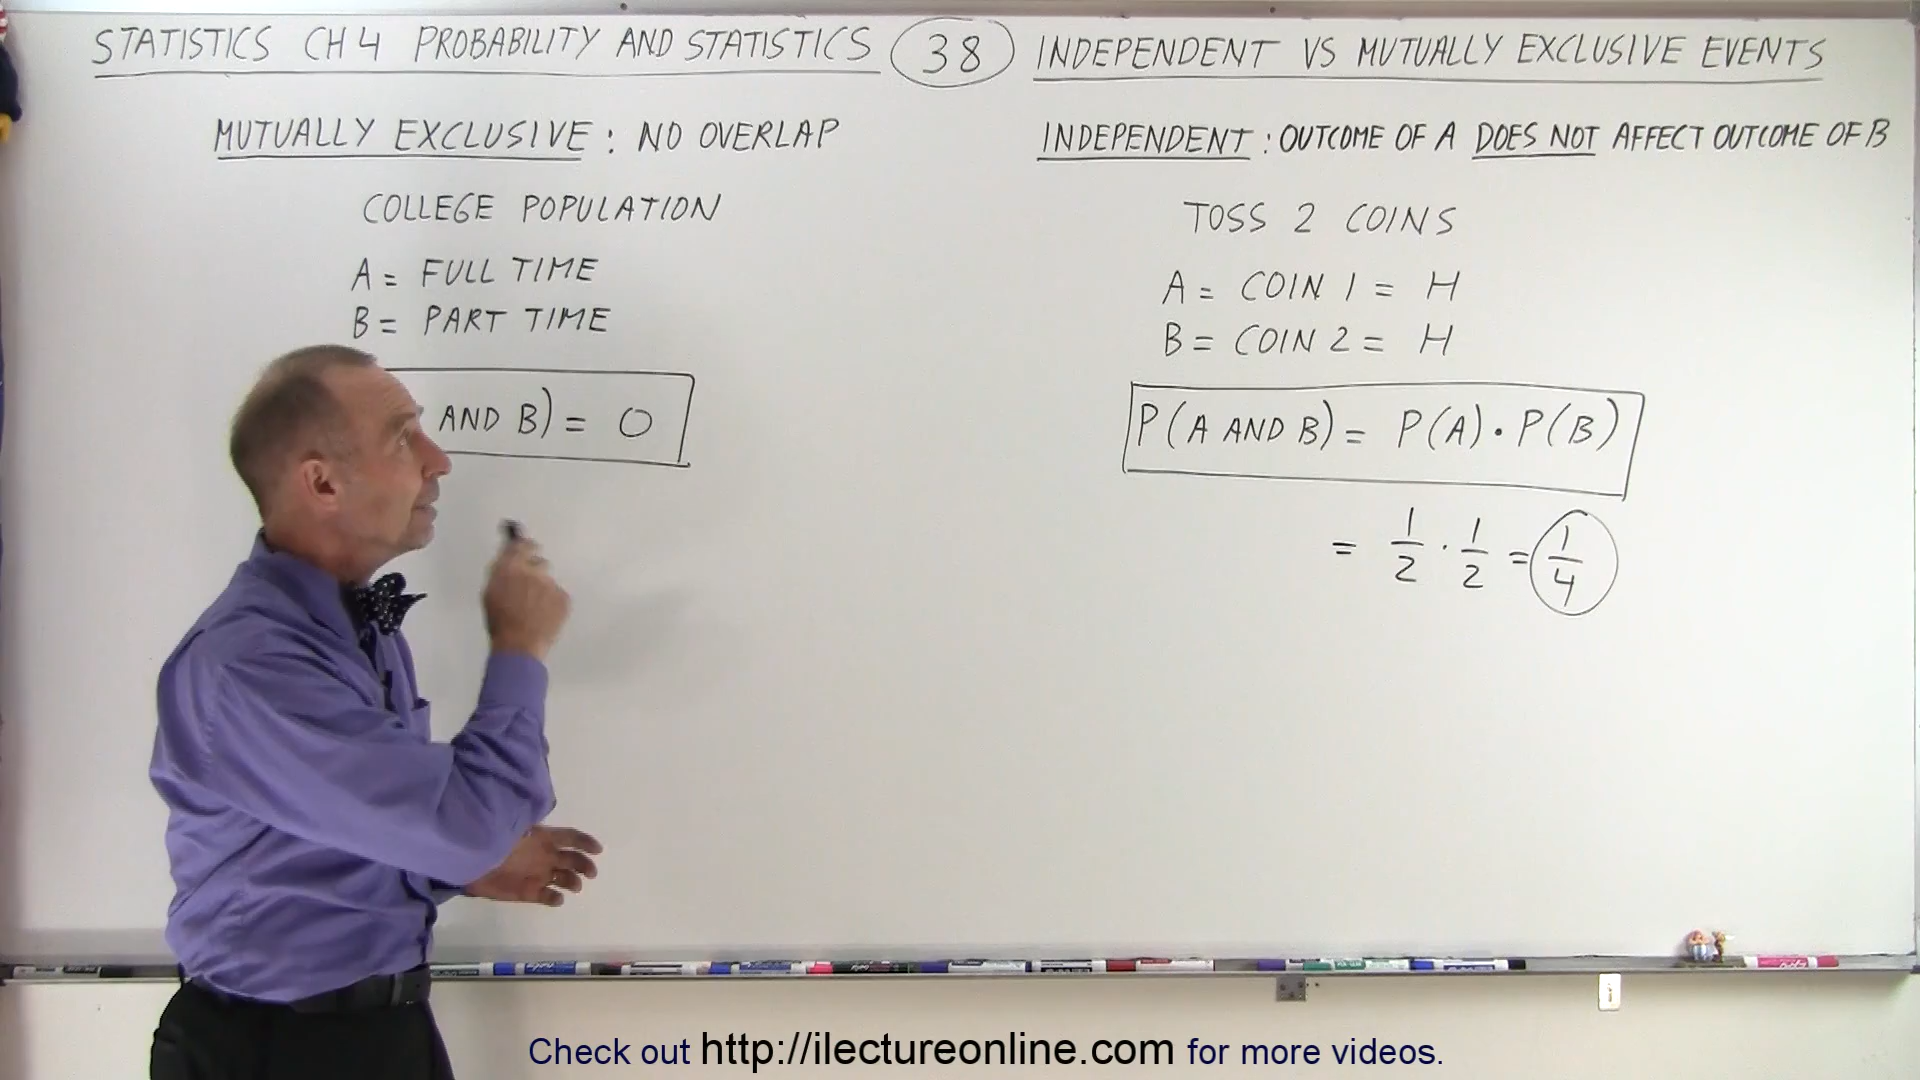 STATISTICS CH 4 PROBABILITY AND STATISTICS 38 INDEPENDENT VS MUTUALLY EXCLUSIVE EVENTS
MUTUALLY EXCLUSIVE: NO OVERLAP
COLLEGE POPULATION
A = FULL TIME
B = PART TIME
AND B) = 0
INDEPENDENT: OUTCOME OF A DOES NOT AFFECT OUTCOME OF B
TOSS 2 COINS
A = COIN 1 = H
B = COIN 2 = H
P(A AND B) = P(A) · P(B)
= 1/2 · 1/2 = 1/4
Check out http://ilectureonline.com for more videos.